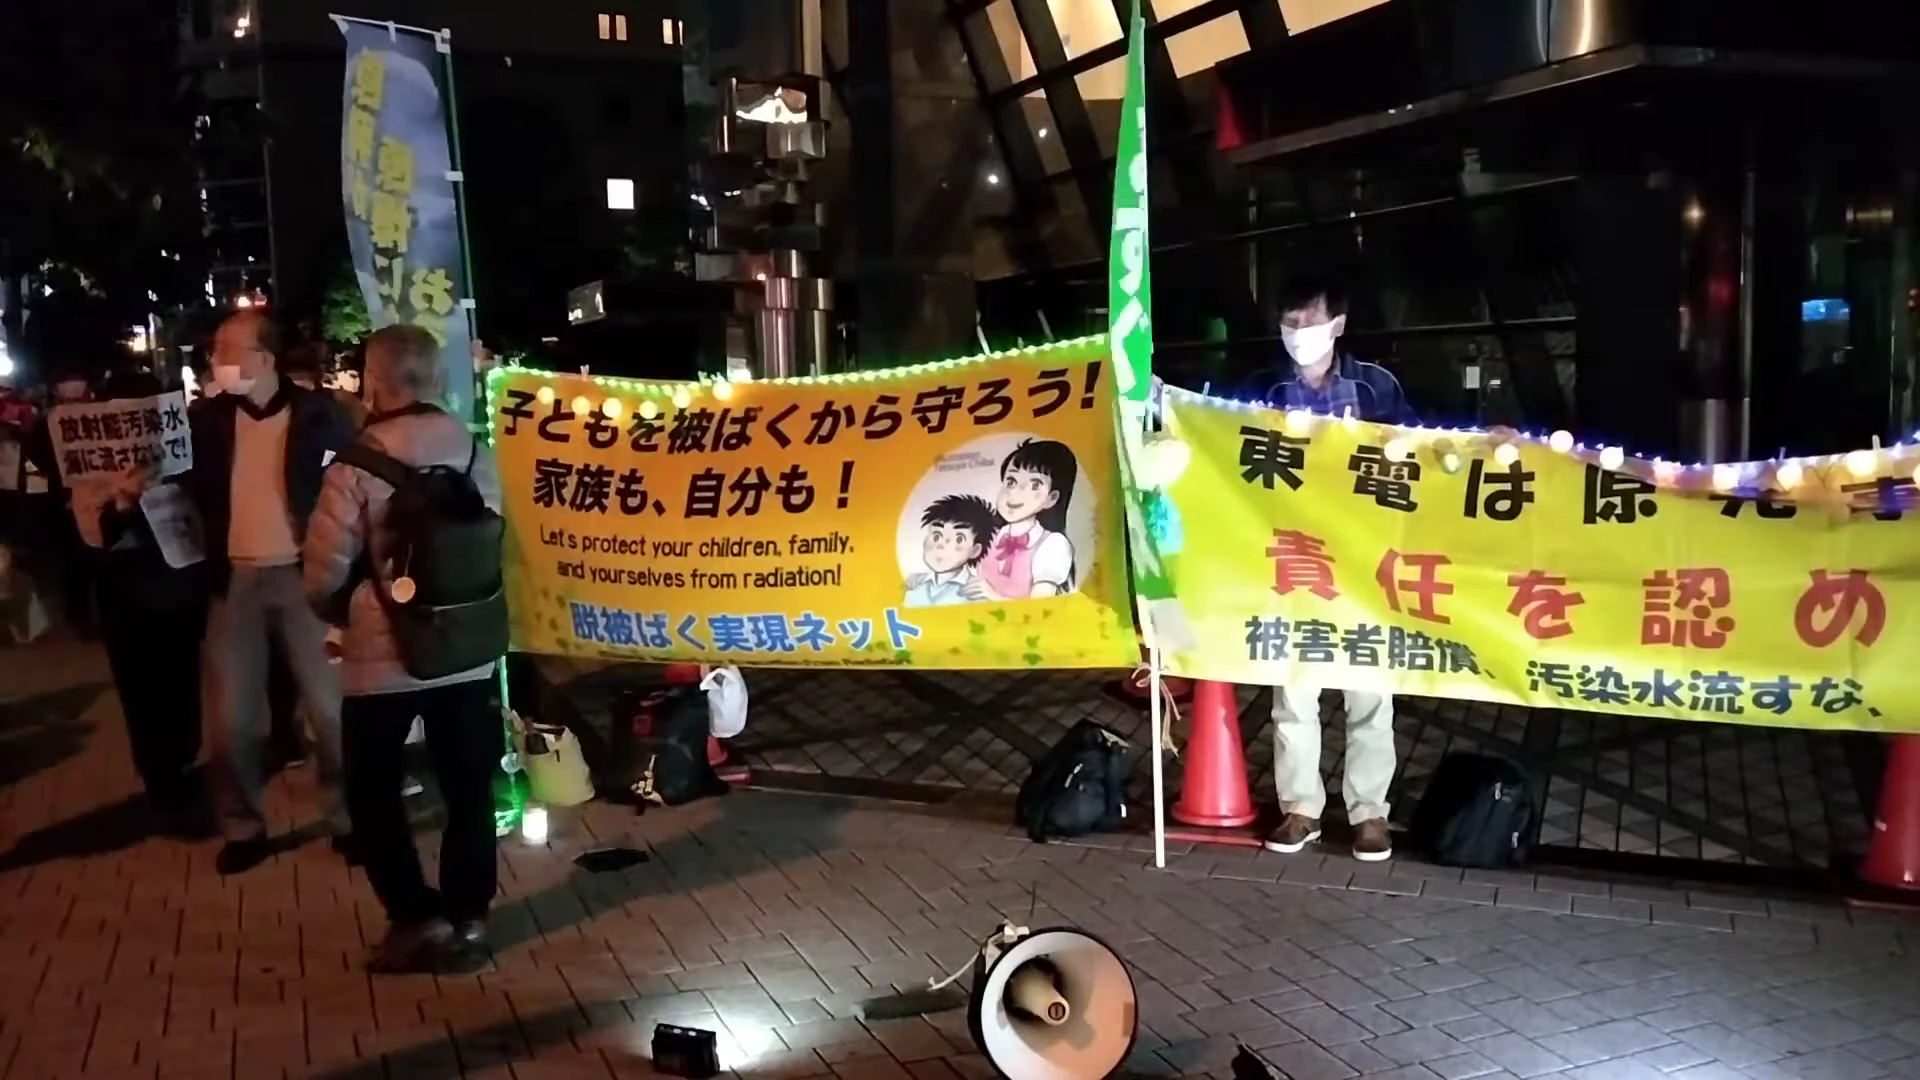 放射能汚染水
海に流さないで!
子どもを被ばくから守ろう!
家族も、自分も!
Let's protect your children, family,
and yourselves from radiation!
脱被ばく実現ネット
東電は原発事
責任を認め
被害者賠償、汚染水流すな、